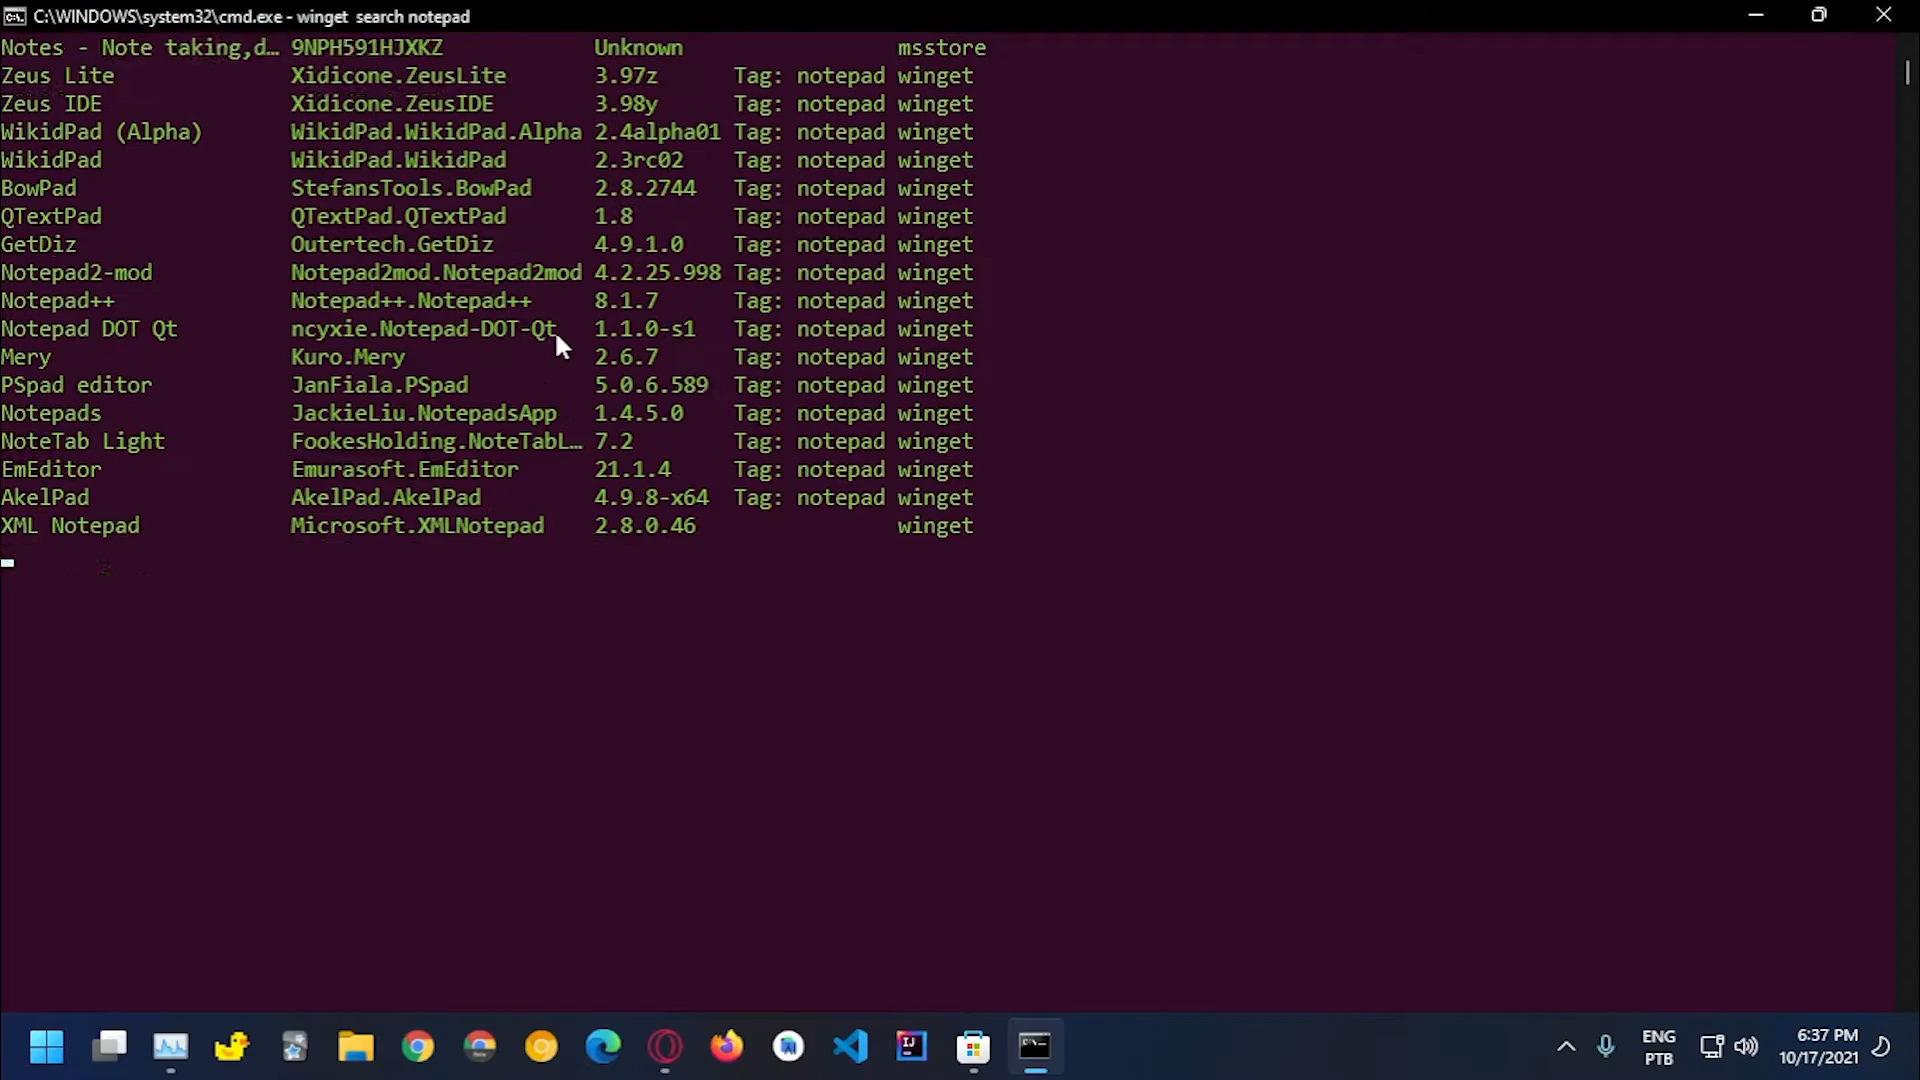 C:\WINDOWS\system32\cmd.exe - winget  search notepad
Notes - Note taking,d… 9NPH591HJXKZ Unknown msstore
Zeus Lite Xidicone.ZeusLite 3.97z Tag: notepad winget
Zeus IDE Xidicone.ZeusIDE 3.98y Tag: notepad winget
WikidPad (Alpha) WikidPad.WikidPad.Alpha 2.4alpha01 Tag: notepad winget
WikidPad WikidPad.WikidPad 2.3rc02 Tag: notepad winget
BowPad StefansTools.BowPad 2.8.2744 Tag: notepad winget
QTextPad QTextPad.QTextPad 1.8 Tag: notepad winget
GetDiz Outertech.GetDiz 4.9.1.0 Tag: notepad winget
Notepad2-mod Notepad2mod.Notepad2mod 4.2.25.998 Tag: notepad winget
Notepad++ Notepad++.Notepad++ 8.1.7 Tag: notepad winget
Notepad DOT Qt ncyxie.Notepad-DOT-Qt 1.1.0-s1 Tag: notepad winget
Mery Kuro.Mery 2.6.7 Tag: notepad winget
PSpad editor JanFiala.PSpad 5.0.6.589 Tag: notepad winget
Notepads JackieLiu.NotepadsApp 1.4.5.0 Tag: notepad winget
NoteTab Light FookesHolding.NoteTabL… 7.2 Tag: notepad winget
EmEditor Emurasoft.EmEditor 21.1.4 Tag: notepad winget
AkelPad AkelPad.AkelPad 4.9.8-x64 Tag: notepad winget
XML Notepad Microsoft.XMLNotepad 2.8.0.46 winget
ENG
PTB
6:37 PM
10/17/2021